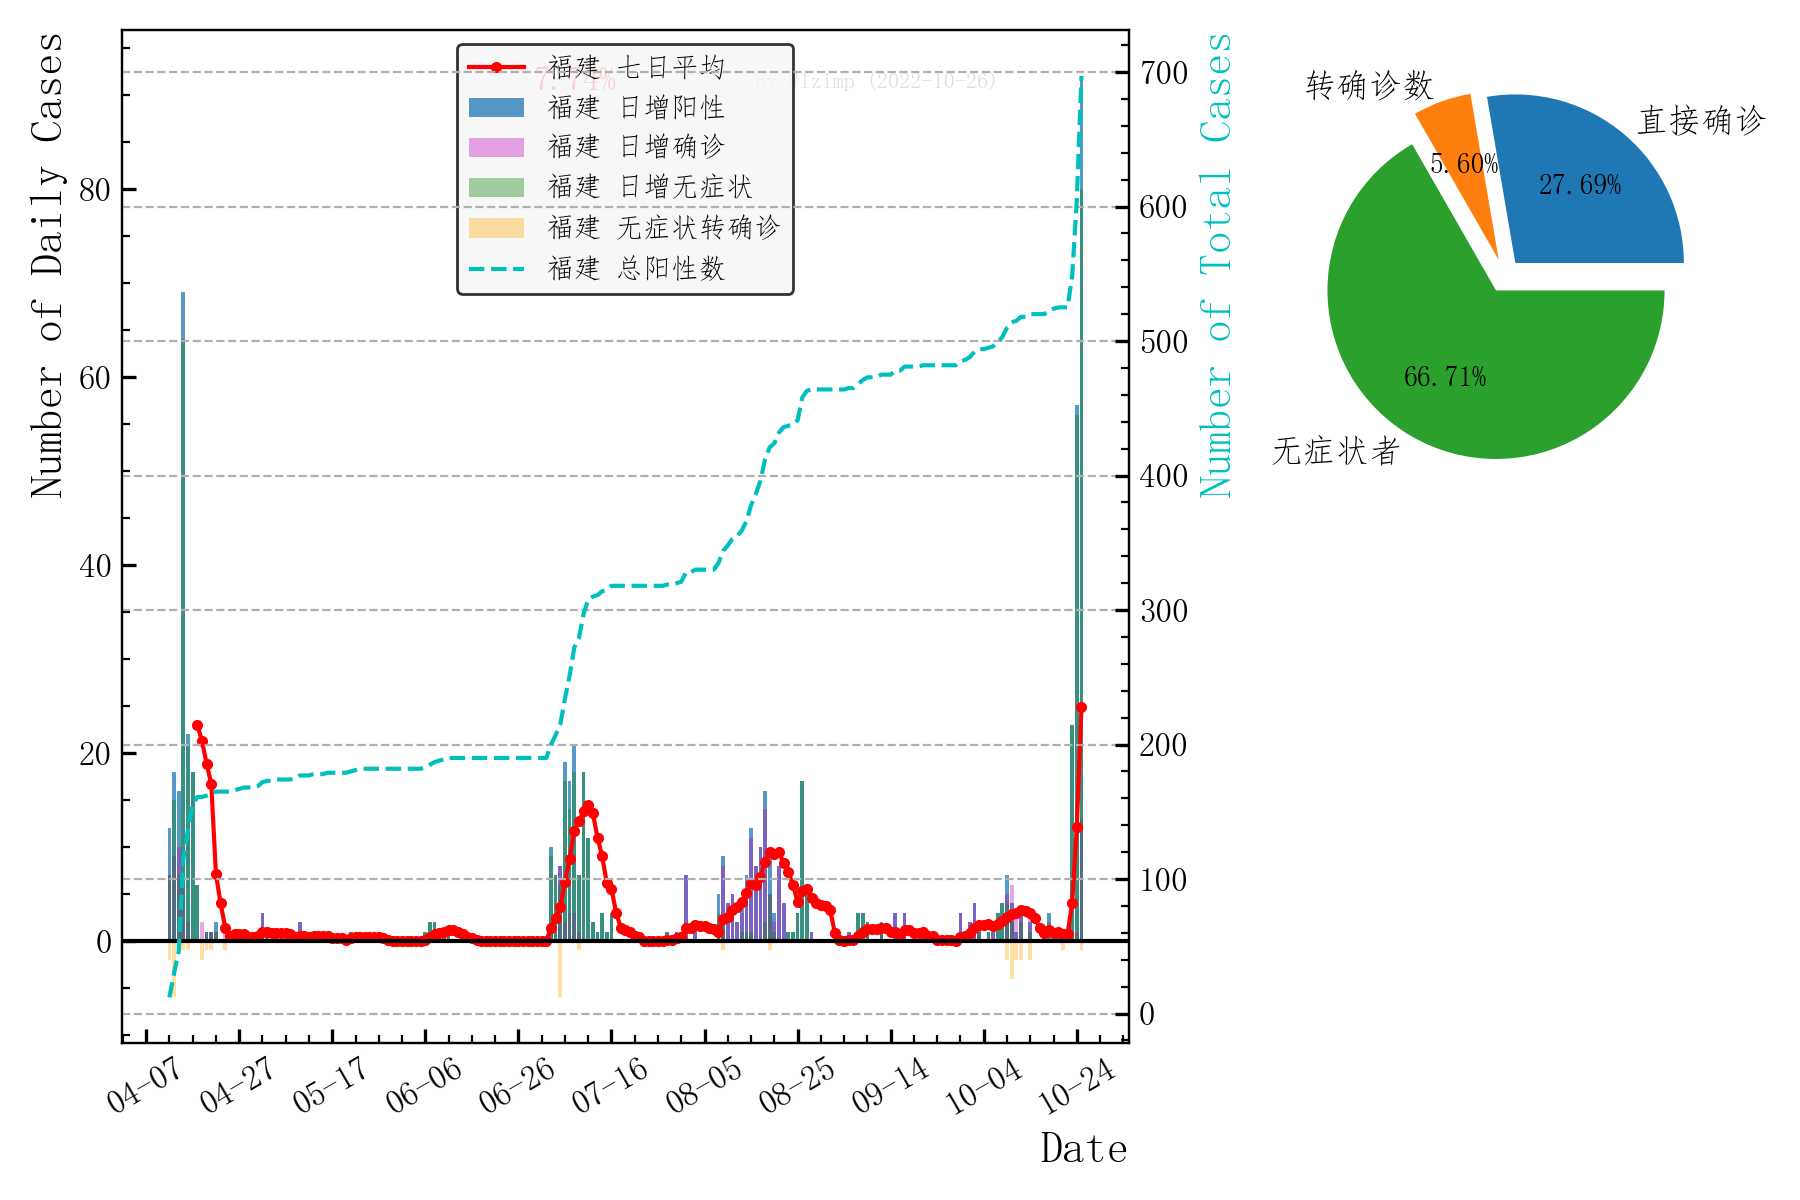 Number of Daily Cases
80
60
40
20
0
福建 七日平均
福建 日增阳性
福建 日增确诊
福建 日增无症状
福建 无症状转确诊
福建 总阳性数
7.74%
(2022-10-26)
700
600
500
400
300
200
100
0
Number of Total Cases
04-07
04-27
05-17
06-06
06-26
07-16
08-05
08-25
09-14
10-04
10-24
Date
转确诊数
直接确诊
5.60%
27.69%
66.71%
无症状者